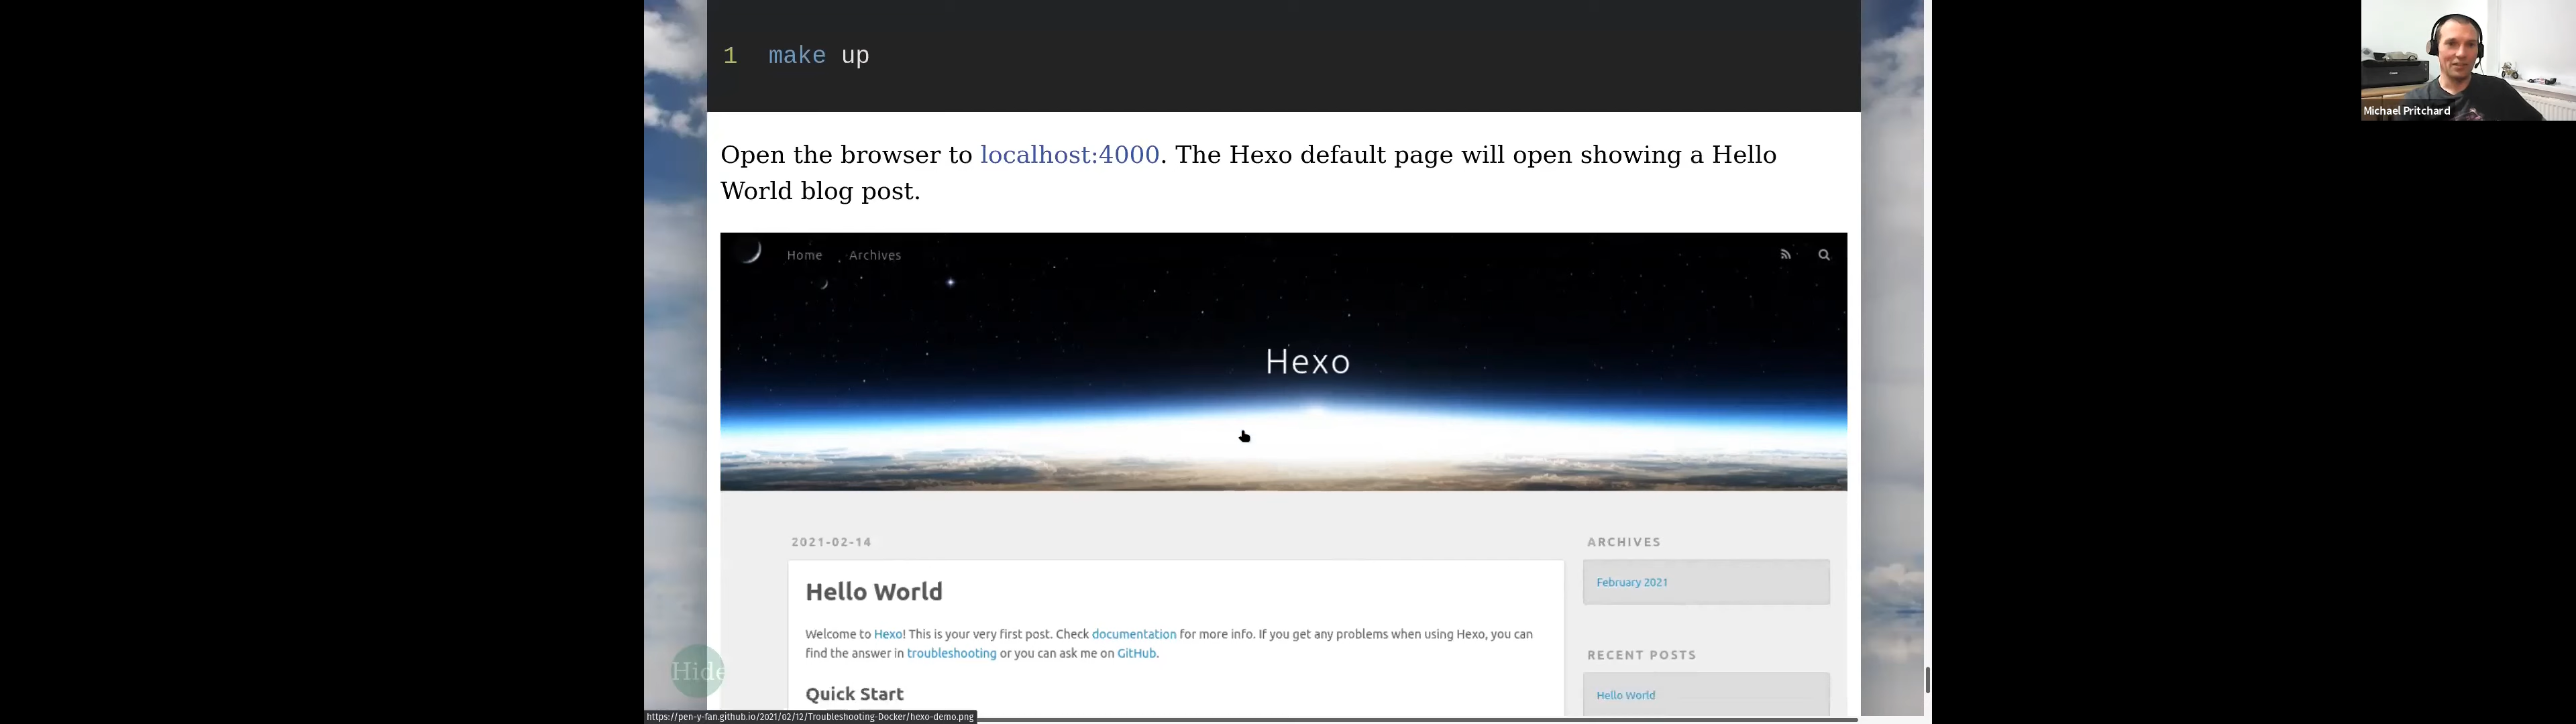 1 make up
Michael Pritchard
Open the browser to localhost:4000. The Hexo default page will open showing a Hello
World blog post.
Home Archives
Hexo
2021-02-14
Hello World
Welcome to Hexo! This is your very first post. Check documentation for more info. If you get any problems when using Hexo, you can
find the answer in troubleshooting or you can ask me on GitHub.
Quick Start
ARCHIVES
February 2021
RECENT POSTS
Hello World
Hide
https://pen-y-fan.github.io/2021/02/12/Troubleshooting-Docker/hexo-demo.png